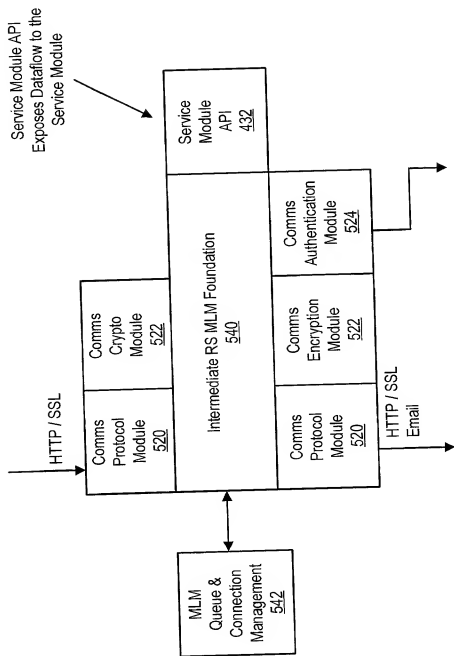 Service Module API
Exposes Dataflow to the
Service Module
HTTP / SSL
Comms
Protocol
Module
520
Comms
Crypto
Module
522
Service
Module
API
432
MLM
Queue &
Connection
Management
542
Intermediate RS MLM Foundation
540
Comms
Protocol
Module
520
Comms
Encryption
Module
522
Comms
Authentication
Module
524
HTTP / SSL
Email